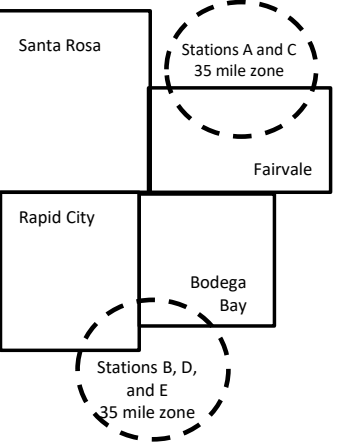 Santa Rosa
Stations A and C
35 mile zone
Fairvale
Rapid City
Bodega
Bay
Stations B, D,
and E
35 mile zone